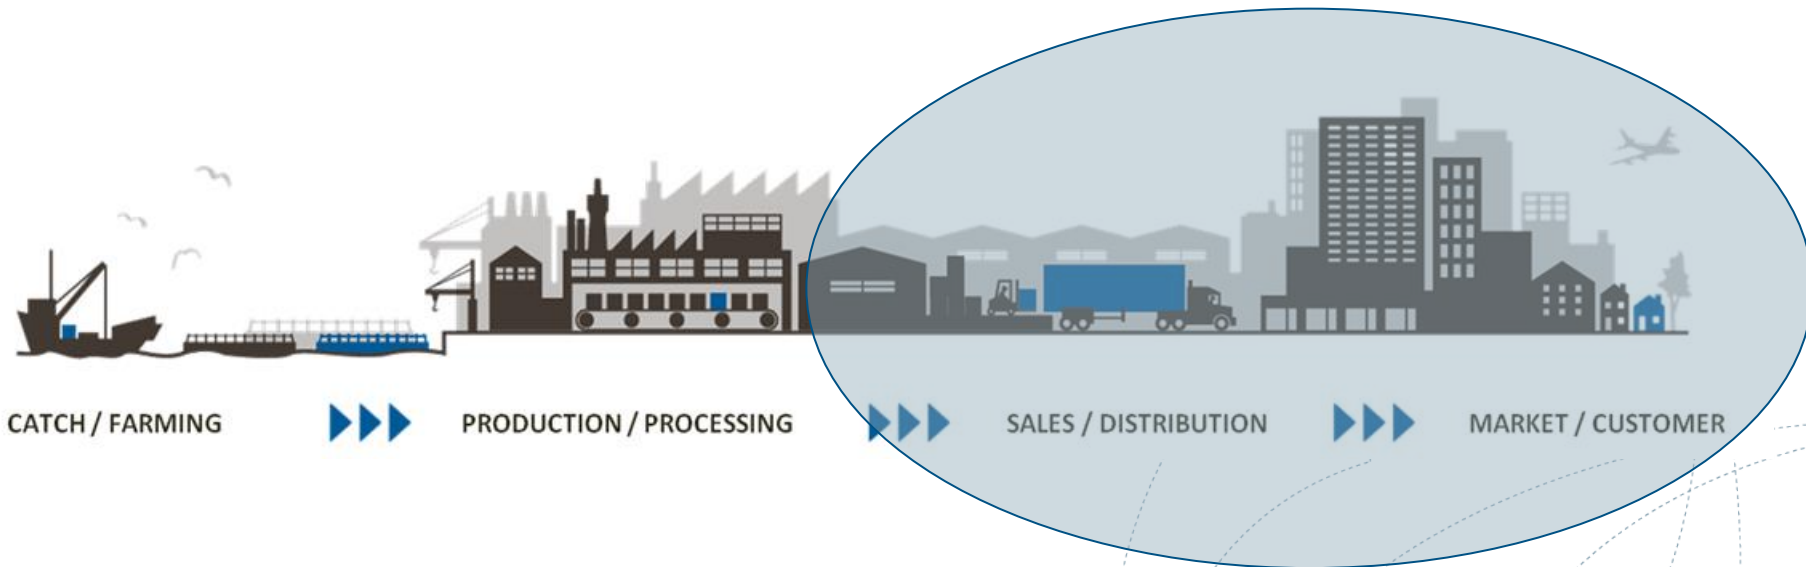 CATCH / FARMING
PRODUCTION / PROCESSING
SALES / DISTRIBUTION
MARKET / CUSTOMER